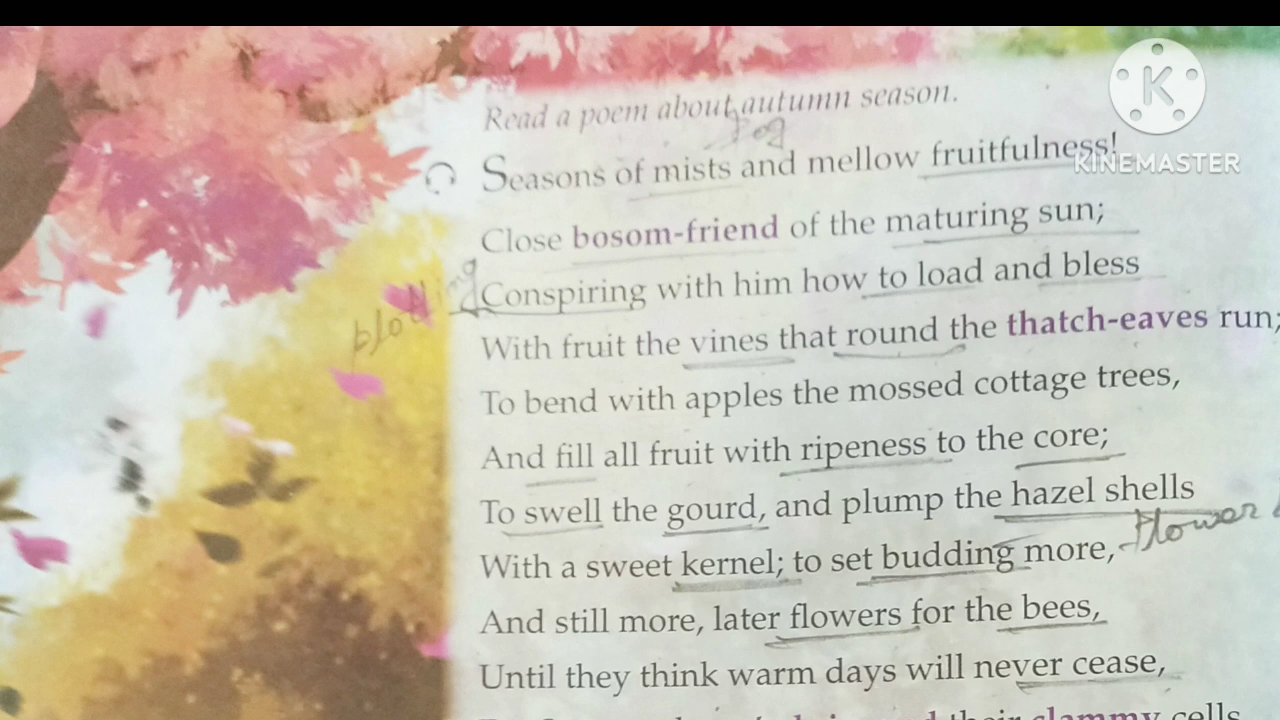 Read a poem about autumn season.
fog
Seasons of mists and mellow fruitfulness!
KINEMASTER
Close bosom-friend of the maturing sun;
Conspiring with him how to load and bless
plotting
With fruit the vines that round the thatch-eaves run;
To bend with apples the mossed cottage trees,
And fill all fruit with ripeness to the core;
To swell the gourd, and plump the hazel shells
flower
With a sweet kernel; to set budding more,
And still more, later flowers for the bees,
Until they think warm days will never cease,
their clammy cells